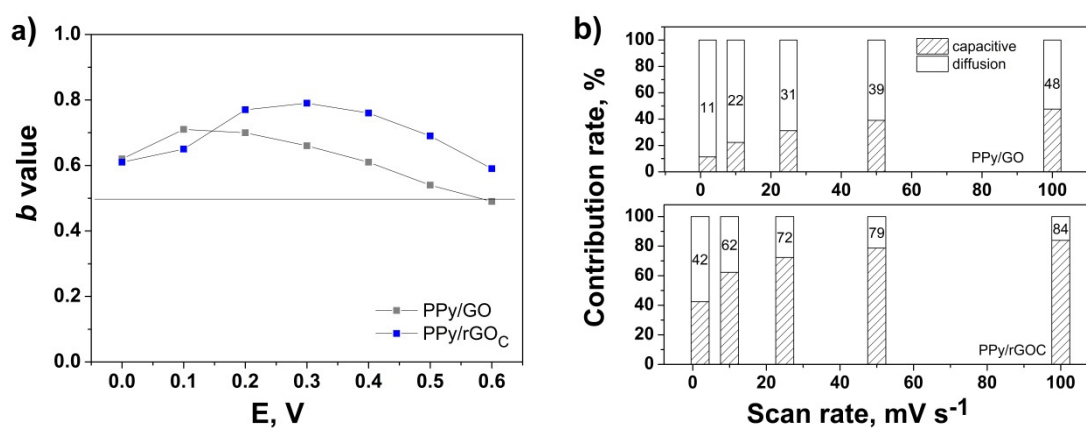 a)
1.0
0.8
0.6
0.4
0.2
0.0
b value
PPy/GO
PPy/rGOC
0.0 0.1 0.2 0.3 0.4 0.5 0.6
E, V
b)
Contribution rate, %
100
80
60
40
20
0
capacitive
diffusion
11 22 31 39 48
PPy/GO
0 20 40 60 80 100
100
80
60
40
20
0
42 62 72 79 84
PPy/rGOC
0 20 40 60 80 100
Scan rate, mV s-1